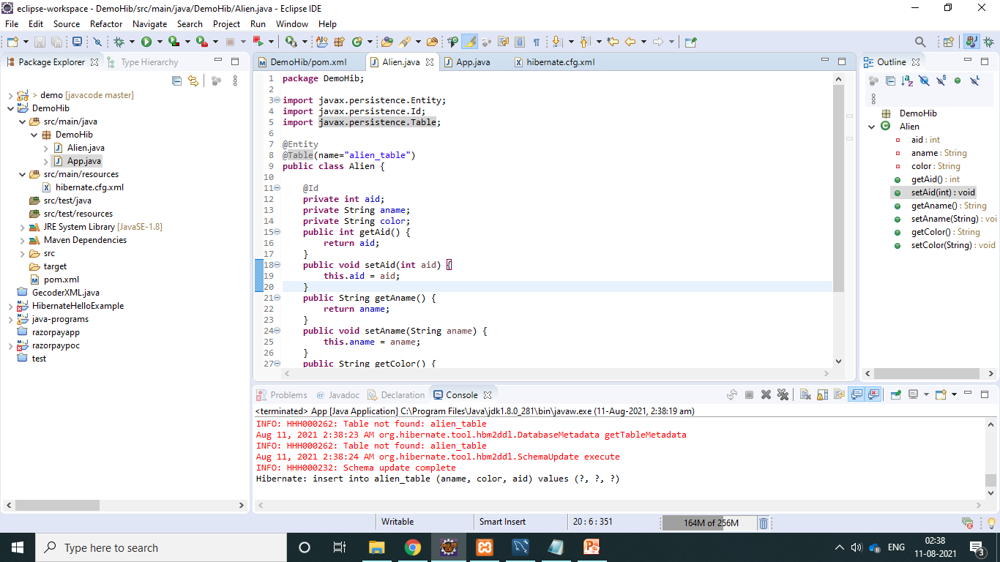 eclipse-workspace - DemoHib/src/main/java/DemoHib/Alien.java - Eclipse IDE
File Edit Source Refactor Navigate Search Project Run Window Help
Package Explorer Type Hierarchy
> demo [javacode master]
DemoHib
src/main/java
DemoHib
Alien.java
App.java
src/main/resources
hibernate.cfg.xml
src/test/java
src/test/resources
JRE System Library [JavaSE-1.8]
Maven Dependencies
src
target
pom.xml
GecoderXML.java
HibernateHelloExample
java-programs
razorpayapp
razorpaypoc
test
DemoHib/pom.xml Alien.java App.java hibernate.cfg.xml
1 package DemoHib;
2
3 import javax.persistence.Entity;
4 import javax.persistence.Id;
5 import javax.persistence.Table;
6
7 @Entity
8 @Table(name="alien_table")
9 public class Alien {
10
11 @Id
12 private int aid;
13 private String aname;
14 private String color;
15 public int getAid() {
16 return aid;
17 }
18 public void setAid(int aid) {
19 this.aid = aid;
20 }
21 public String getAname() {
22 return aname;
23 }
24 public void setAname(String aname) {
25 this.aname = aname;
26 }
27 public String getColor() {
Outline
DemoHib
Alien
aid : int
aname : String
color : String
getAid() : int
setAid(int) : void
getAname() : String
setAname(String) : voi
getColor() : String
setColor(String) : void
Problems @ Javadoc Declaration Console
<terminated> App [Java Application] C:\Program Files\Java\jdk1.8.0_281\bin\javaw.exe (11-Aug-2021, 2:38:19 am)
INFO: HHH000262: Table not found: alien_table
Aug 11, 2021 2:38:23 AM org.hibernate.tool.hbm2ddl.DatabaseMetadata getTableMetadata
INFO: HHH000262: Table not found: alien_table
Aug 11, 2021 2:38:24 AM org.hibernate.tool.hbm2ddl.SchemaUpdate execute
INFO: HHH000232: Schema update complete
Hibernate: insert into alien_table (aname, color, aid) values (?, ?, ?)
Writable Smart Insert 20 : 6 : 351 164M of 256M
Type here to search
ENG
02:38
11-08-2021
3